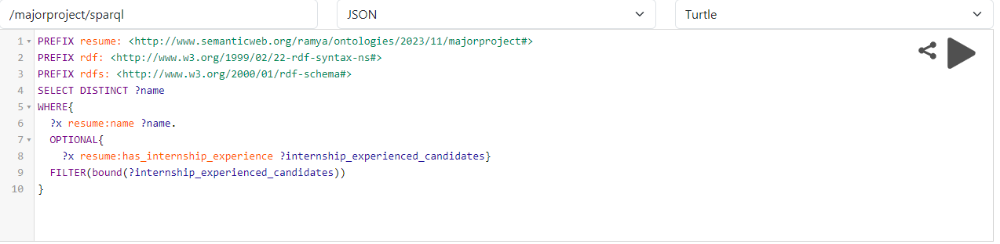 /majorproject/sparql
JSON
Turtle
1 PREFIX resume: <http://www.semanticweb.org/ramya/ontologies/2023/11/majorproject#>
2 PREFIX rdf: <http://www.w3.org/1999/02/22-rdf-syntax-ns#>
3 PREFIX rdfs: <http://www.w3.org/2000/01/rdf-schema#>
4 SELECT DISTINCT ?name
5 WHERE{
6   ?x resume:name ?name.
7   OPTIONAL{
8     ?x resume:has_internship_experience ?internship_experienced_candidates}
9   FILTER(bound(?internship_experienced_candidates))
10 }